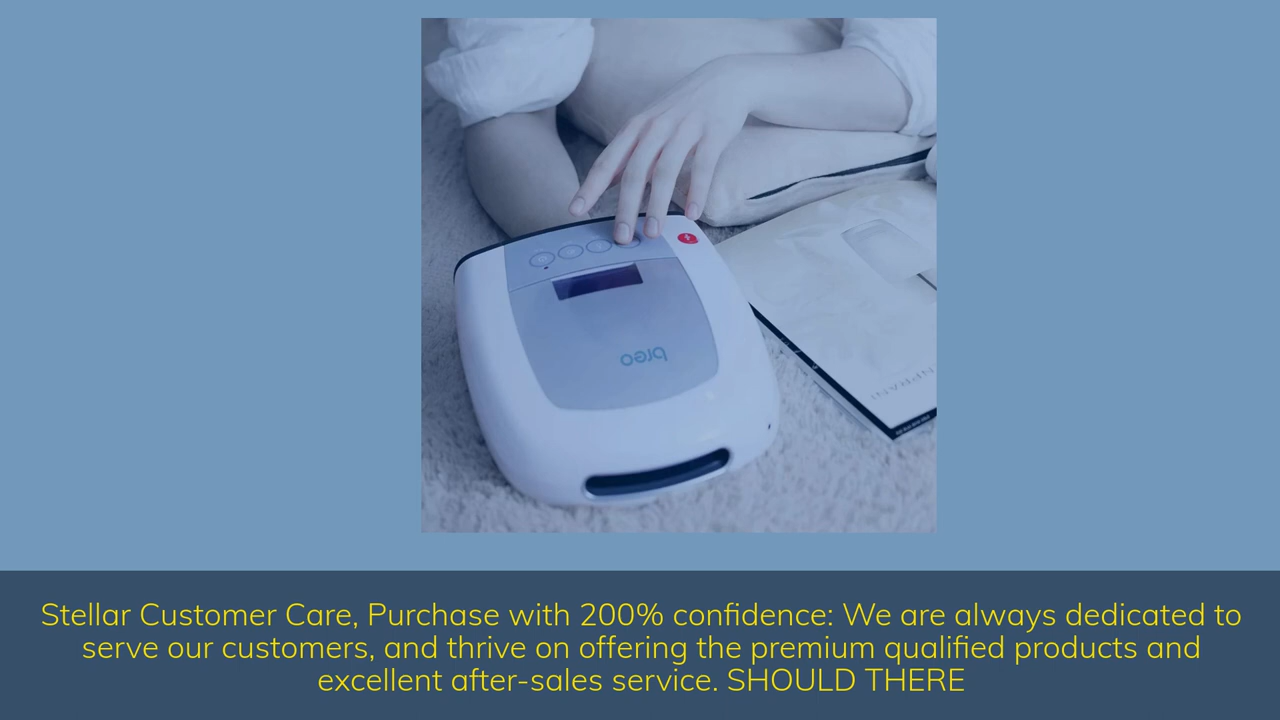 breo
Stellar Customer Care, Purchase with 200% confidence: We are always dedicated to
serve our customers, and thrive on offering the premium qualified products and
excellent after-sales service. SHOULD THERE